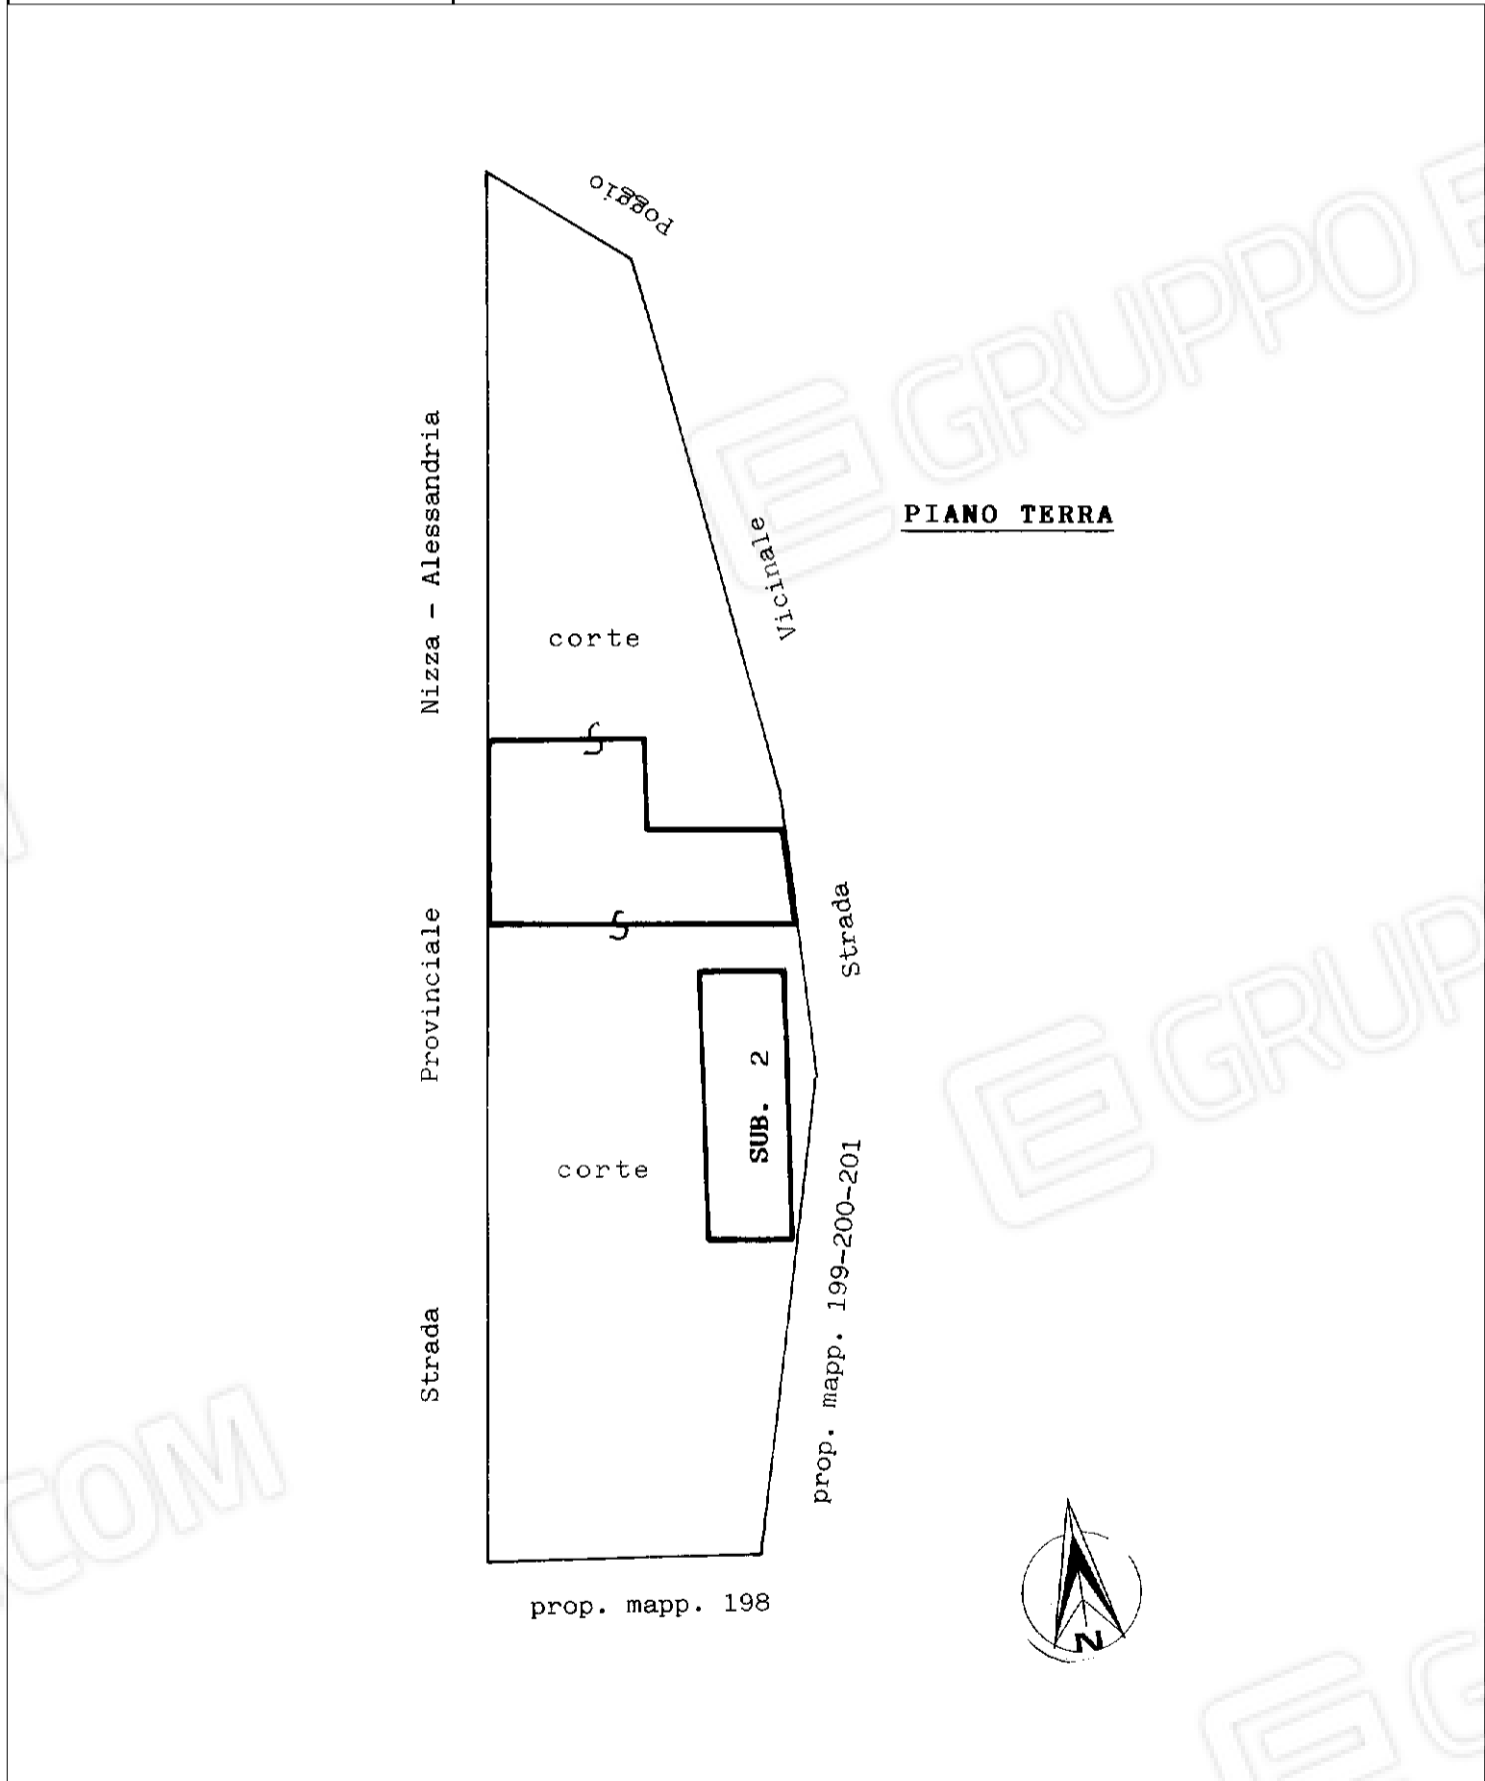 Poggio
GRUPPO E
Nizza - Alessandria
PIANO TERRA
Vicinale
corte
Provinciale
Strada
GRUP
SUB. 2
corte
prop. mapp. 199-200-201
Strada
COM
prop. mapp. 198
N
G